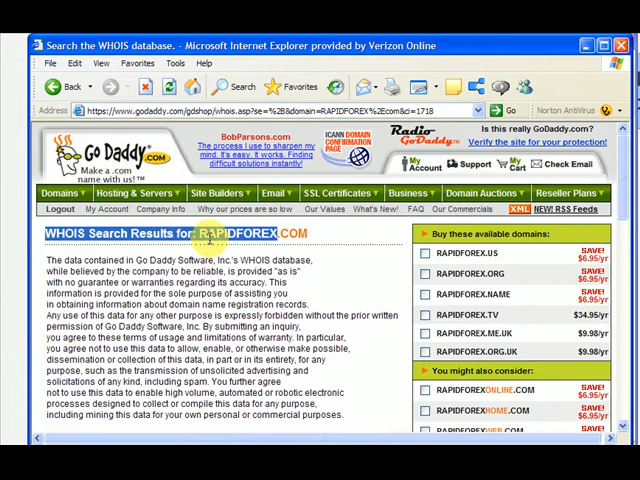 Search the WHOIS database. - Microsoft Internet Explorer provided by Verizon Online
File Edit View Favorites Tools Help
Back Search Favorites
Address https://www.godaddy.com/gdshop/whois.asp?se=%2B&domain=RAPIDFOREX%2Ecom&ci=1718 Go Norton AntiVirus
Go Daddy.COM
Make a .com name with us!™
BobParsons.com
The process I use to sharpen my mind. It's easy. It works. Finding difficult solutions instantly!
ICANN DOMAIN CONFIRMATION PAGE
Radio GoDaddy
Is this really GoDaddy.com?
Verify the site for your protection!
My Account Support My Cart Check Email
Domains Hosting & Servers Site Builders Email SSL Certificates Business Domain Auctions Reseller Plans
Logout My Account Company Info Why our prices are so low Our Values What's New! FAQ Our Commercials XML NEW! RSS Feeds
WHOIS Search Results for: RAPIDFOREX.COM
The data contained in Go Daddy Software, Inc.'s WHOIS database,
while believed by the company to be reliable, is provided "as is"
with no guarantee or warranties regarding its accuracy. This
information is provided for the sole purpose of assisting you
in obtaining information about domain name registration records.
Any use of this data for any other purpose is expressly forbidden without the prior written
permission of Go Daddy Software, Inc. By submitting an inquiry,
you agree to these terms of usage and limitations of warranty. In particular,
you agree not to use this data to allow, enable, or otherwise make possible,
dissemination or collection of this data, in part or in its entirety, for any
purpose, such as the transmission of unsolicited advertising and
solicitations of any kind, including spam. You further agree
not to use this data to enable high volume, automated or robotic electronic
processes designed to collect or compile this data for any purpose,
including mining this data for your own personal or commercial purposes.
Buy these available domains:
RAPIDFOREX.US SAVE! $6.95/yr
RAPIDFOREX.ORG SAVE! $6.95/yr
RAPIDFOREX.NAME SAVE! $6.95/yr
RAPIDFOREX.TV $34.95/yr
RAPIDFOREX.ME.UK $9.98/yr
RAPIDFOREX.ORG.UK $9.98/yr
You might also consider:
RAPIDFOREXONLINE.COM SAVE! $6.95/yr
RAPIDFOREXHOME.COM SAVE! $6.95/yr
RAPIDFOREXWEB.COM SAVE!